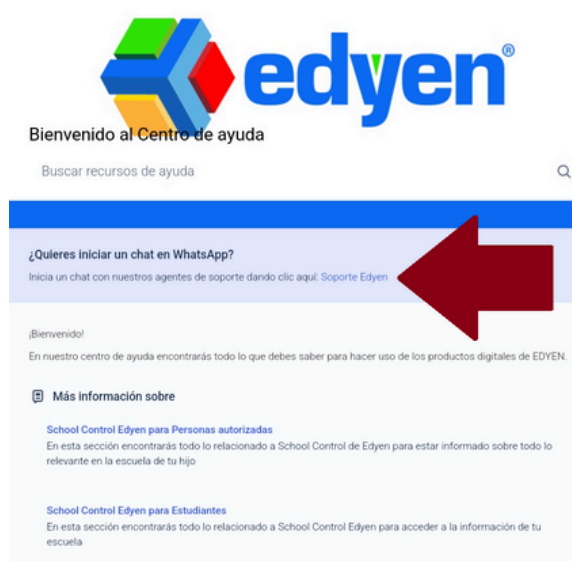 edyen®
Bienvenido al Centro de ayuda
Buscar recursos de ayuda
¿Quieres iniciar un chat en WhatsApp?
Inicia un chat con nuestros agentes de soporte dando clic aquí: Soporte Edyen
¡Bienvenido!
En nuestro centro de ayuda encontrarás todo lo que debes saber para hacer uso de los productos digitales de EDYEN.
Más información sobre
School Control Edyen para Personas autorizadas
En esta sección encontrarás todo lo relacionado a School Control de Edyen para estar informado sobre todo lo
relevante en la escuela de tu hijo
School Control Edyen para Estudiantes
En esta sección encontrarás todo lo relacionado a School Control Edyen para acceder a la información de tu
escuela